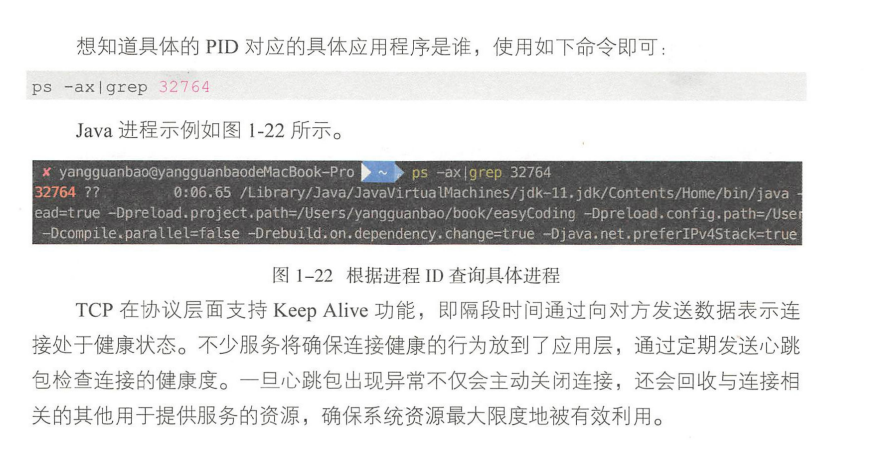 想知道具体的 PID 对应的具体应用程序是谁，使用如下命令即可：
ps -ax|grep 32764
Java 进程示例如图 1-22 所示。
✘ yangguanbao@yangguanbaodeMacBook-Pro ~ ps -ax|grep 32764
32764 ?? 0:06.65 /Library/Java/JavaVirtualMachines/jdk-11.jdk/Contents/Home/bin/java -
ead=true -Dpreload.project.path=/Users/yangguanbao/book/easyCoding -Dpreload.config.path=/User
-Dcompile.parallel=false -Drebuild.on.dependency.change=true -Djava.net.preferIPv4Stack=true
图 1-22 根据进程 ID 查询具体进程
TCP 在协议层面支持 Keep Alive 功能，即隔段时间通过向对方发送数据表示连
接处于健康状态。不少服务将确保连接健康的行为放到了应用层，通过定期发送心跳
包检查连接的健康度。一旦心跳包出现异常不仅会主动关闭连接，还会回收与连接相
关的其他用于提供服务的资源，确保系统资源最大限度地被有效利用。